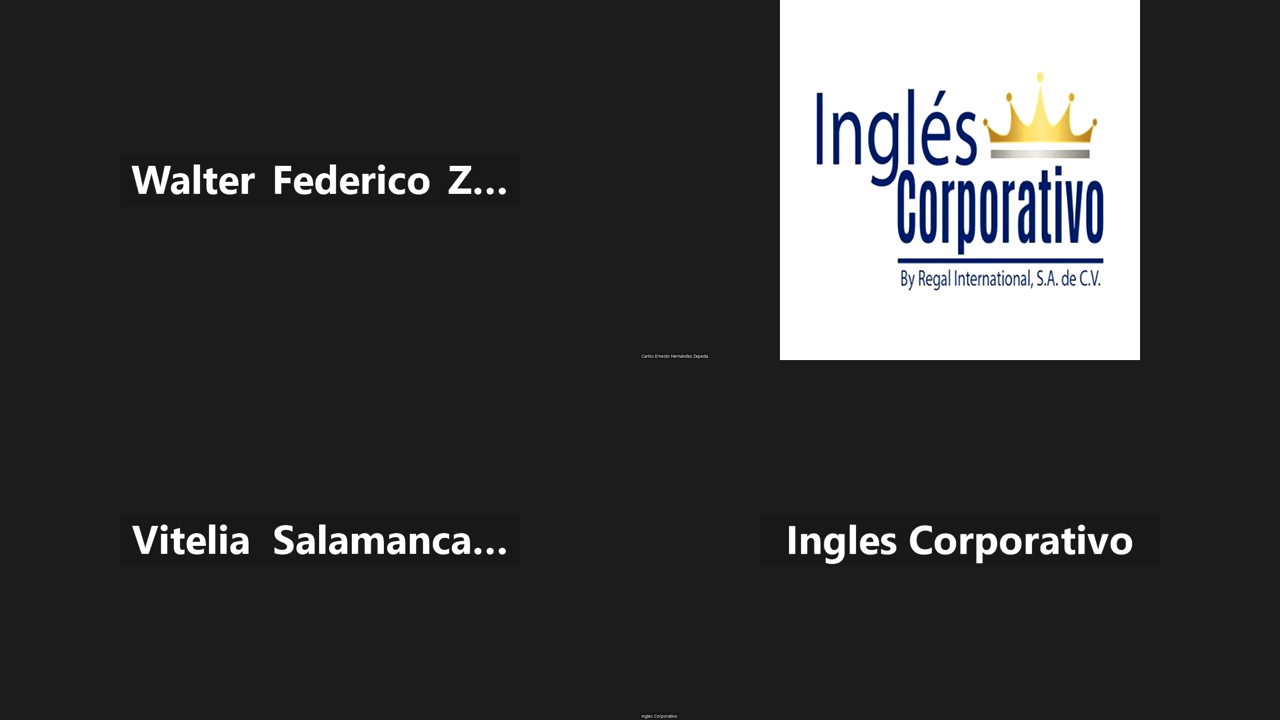 Walter Federico Z...
Inglés
Corporativo
By Regal International, S.A. de C.V.
Carlos Ernesto Hernández Zepeda
Vitelia Salamanca...
Ingles Corporativo
Ingles Corporativo